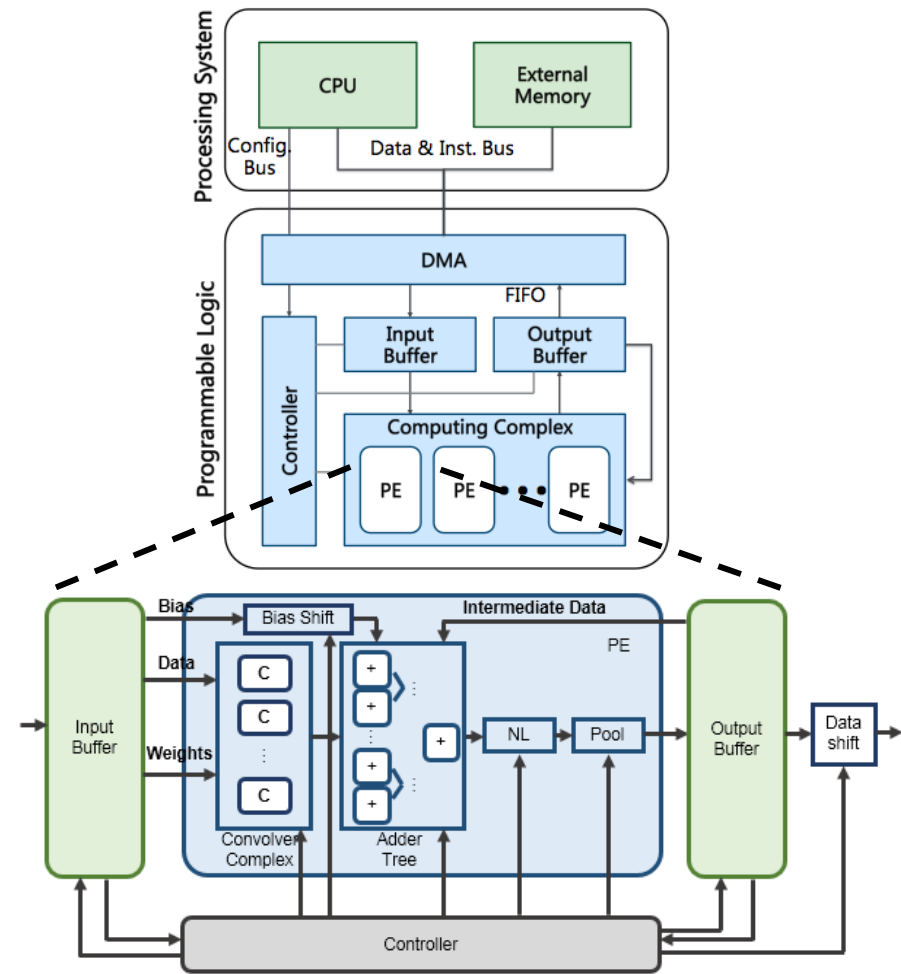 Processing System
CPU
External
Memory
Config.
Bus
Data & Inst. Bus
Programmable Logic
DMA
FIFO
Input
Buffer
Output
Buffer
Controller
Computing Complex
PE
PE
PE
Bias
Bias Shift
Intermediate Data
PE
Data
C
+
C
+
Input
Buffer
+
NL
Pool
Output
Buffer
Data
shift
Weights
+
C
+
Convolver
Complex
Adder
Tree
Controller